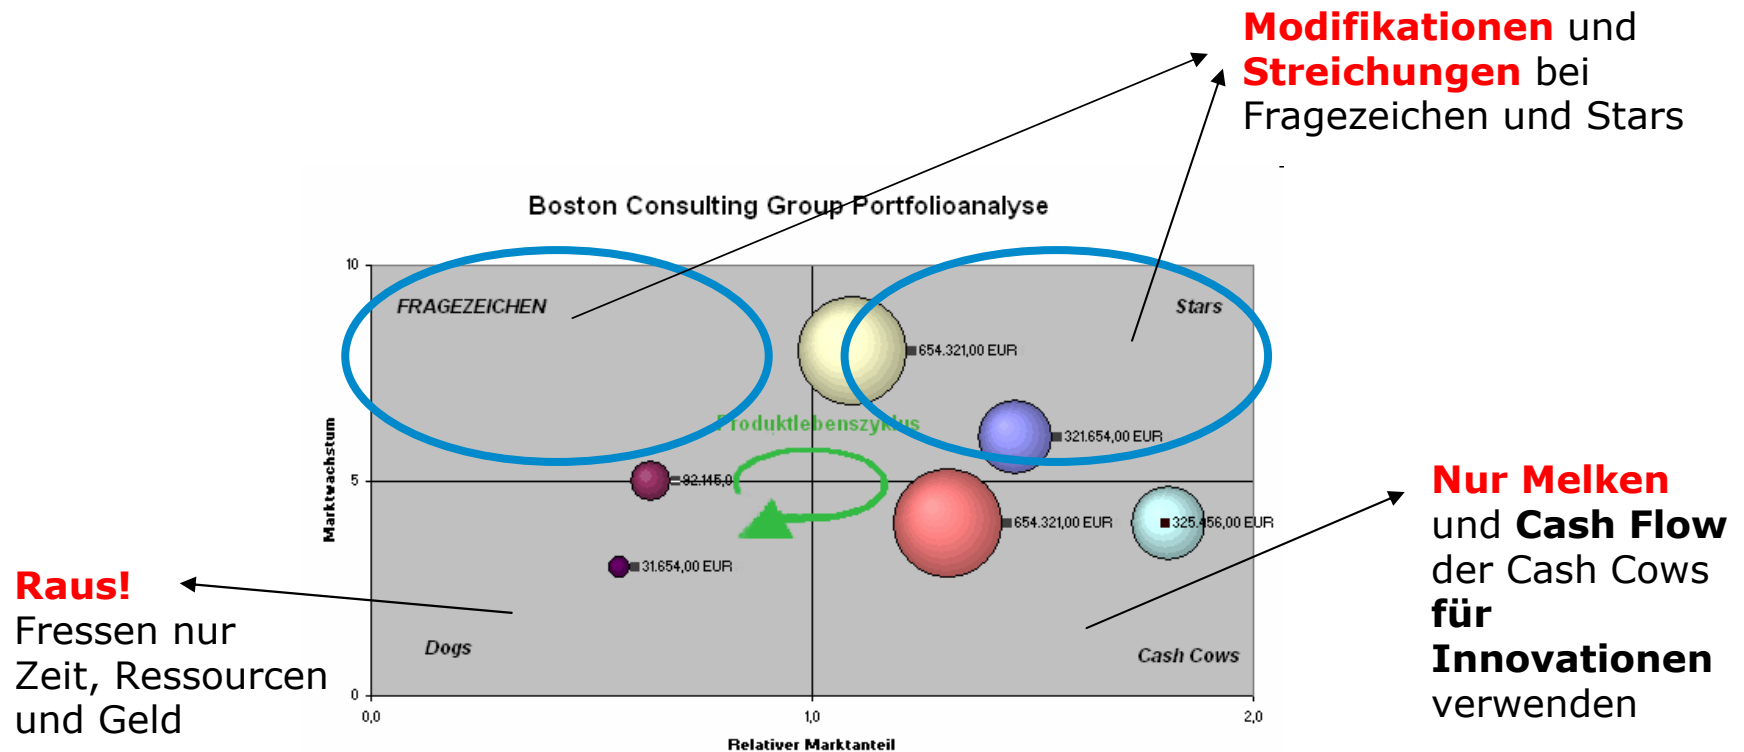 Modifikationen und
Streichungen bei
Fragezeichen und Stars
Boston Consulting Group Portfolioanalyse
10
FRAGEZEICHEN
Stars
654.321,00 EUR
Produktlebenszyklus
321.654,00 EUR
Marktwachstum
5
92.145,0
654.321,00 EUR
325.456,00 EUR
31.654,00 EUR
Dogs
Cash Cows
0
0,0
1,0
2,0
Relativer Marktanteil
Raus!
Fressen nur
Zeit, Ressourcen
und Geld
Nur Melken
und Cash Flow
der Cash Cows
für
Innovationen
verwenden